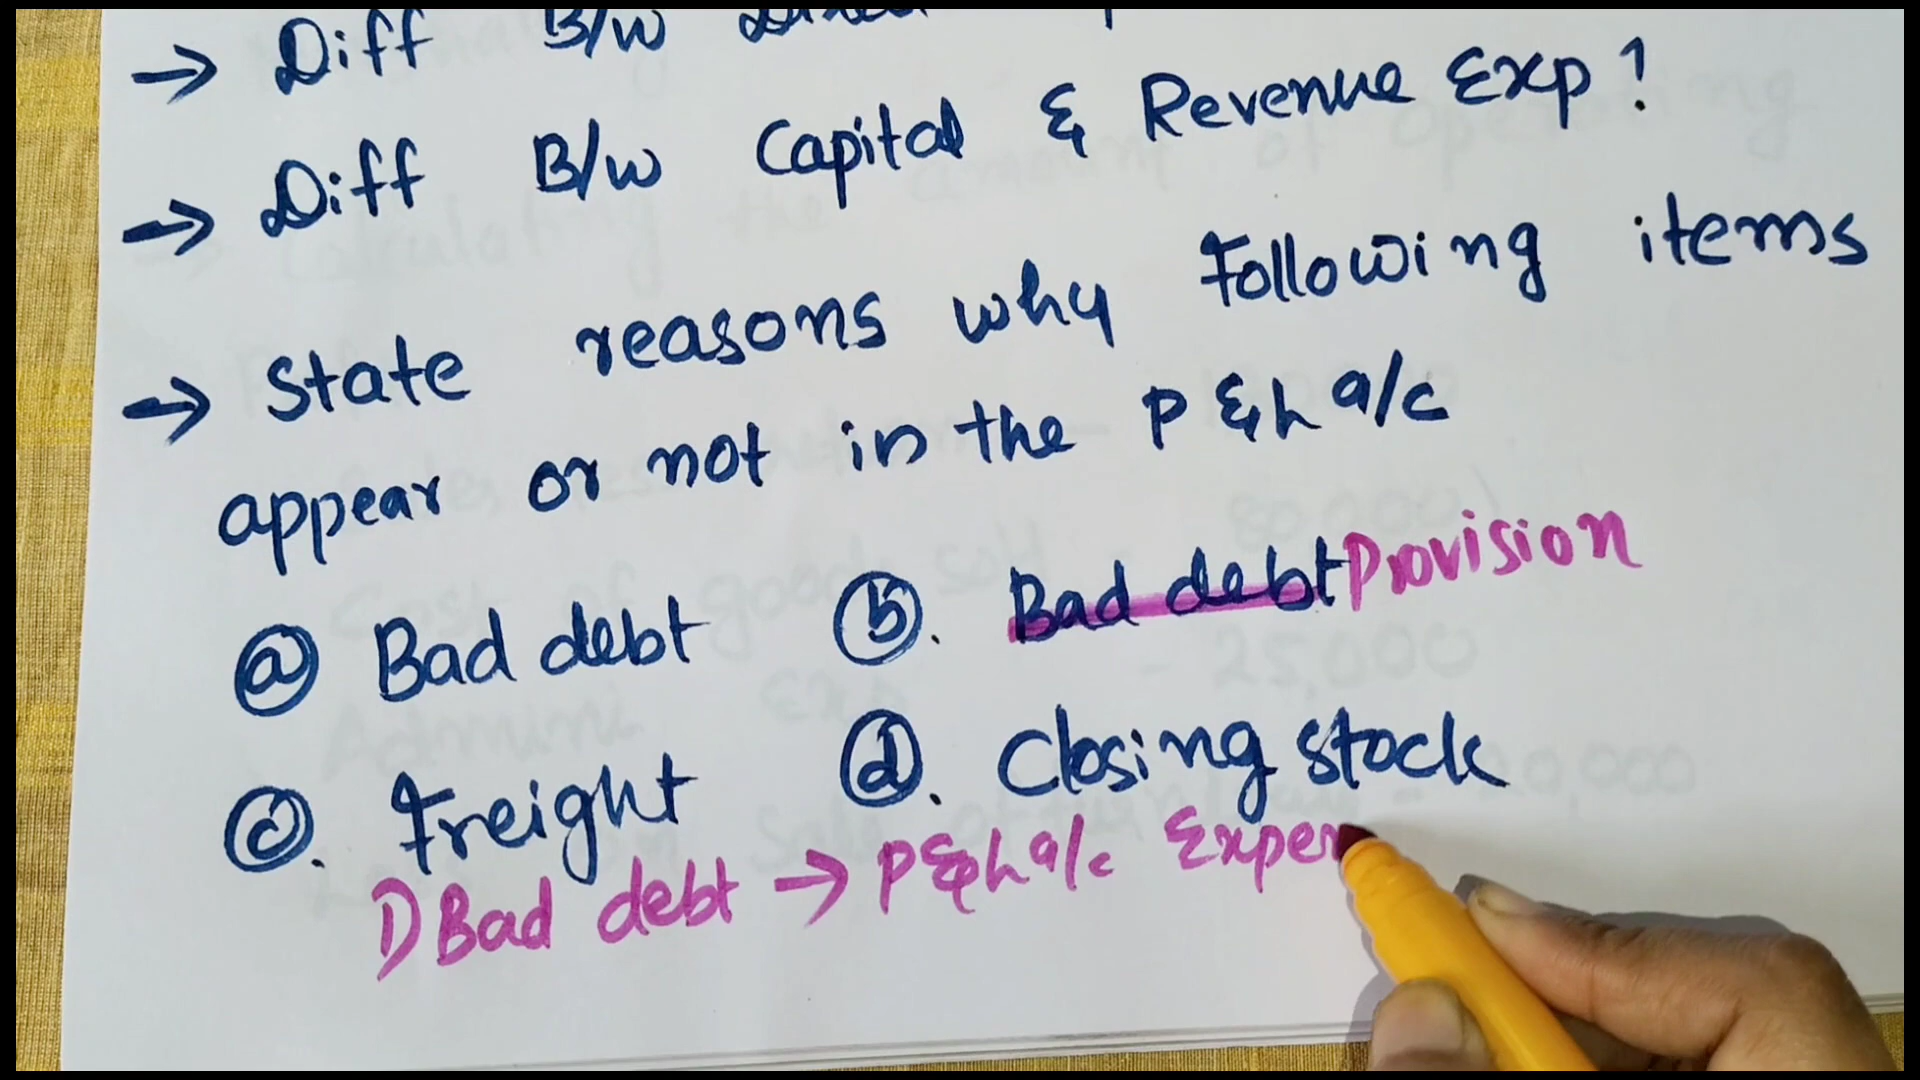 → Diff B/w
→ Diff B/w Capital & Revenue Exp?
→ State reasons why following items
appear or not in the P & L a/c
ⓐ Bad debt ⓑ. Bad debt Provision
ⓒ. Freight ⓓ. Closing stock
1) Bad debt → P & L a/c Expen